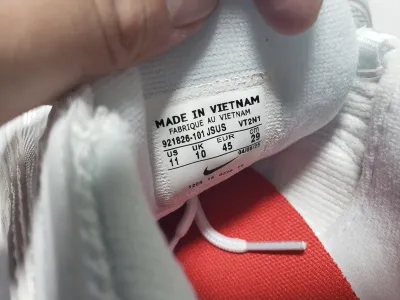 MADE IN VIETNAM
FABRIQUE AU VIETNAM
921826-101 JSUS VT2N1
US UK EUR cm
11 10 45 29